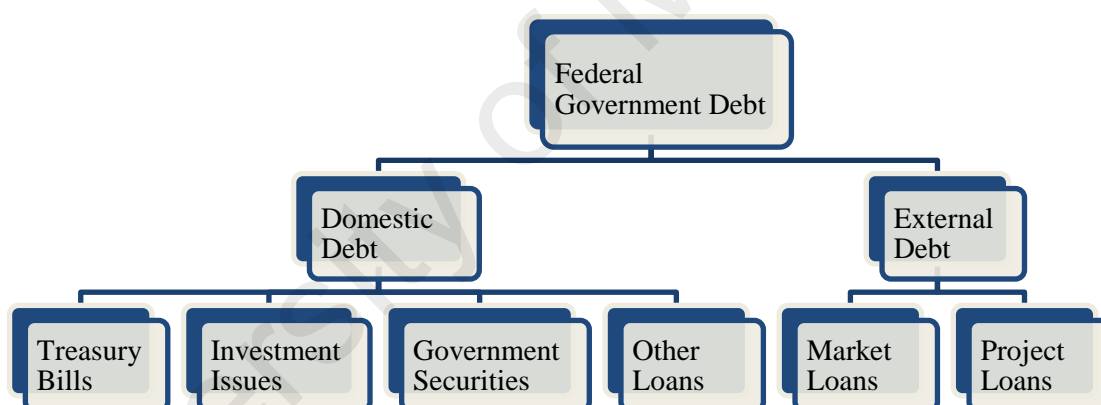 Federal
Government Debt
Domestic
Debt
External
Debt
Treasury
Bills
Investment
Issues
Government
Securities
Other
Loans
Market
Loans
Project
Loans